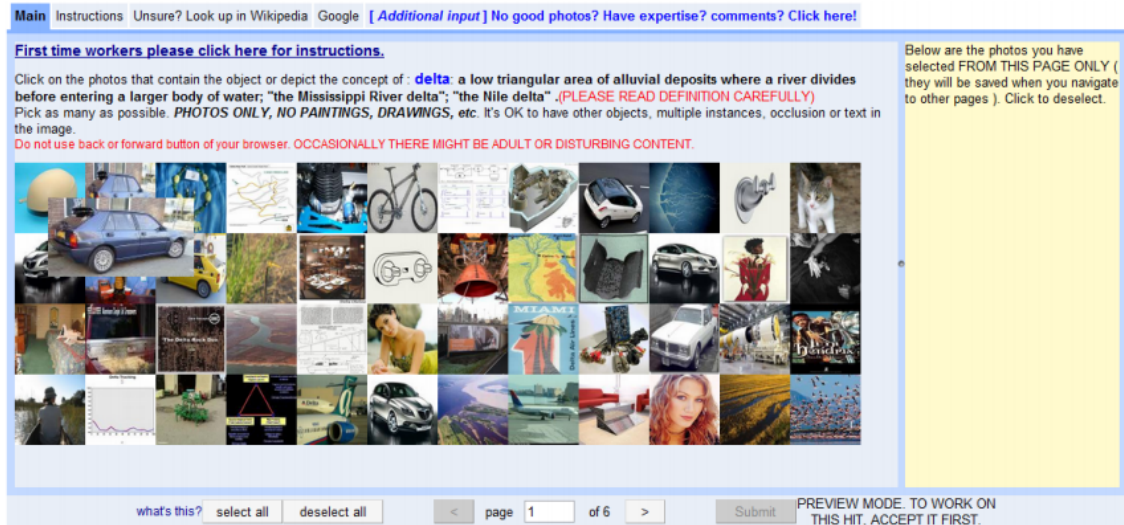 Main Instructions Unsure? Look up in Wikipedia Google [ Additional input ] No good photos? Have expertise? comments? Click here!
First time workers please click here for instructions.
Click on the photos that contain the object or depict the concept of : delta: a low triangular area of alluvial deposits where a river divides
before entering a larger body of water; "the Mississippi River delta"; "the Nile delta" .(PLEASE READ DEFINITION CAREFULLY)
Pick as many as possible. PHOTOS ONLY, NO PAINTINGS, DRAWINGS, etc. It's OK to have other objects, multiple instances, occlusion or text in
the image.
Do not use back or forward button of your browser. OCCASIONALLY THERE MIGHT BE ADULT OR DISTURBING CONTENT.
Below are the photos you have
selected FROM THIS PAGE ONLY (
they will be saved when you navigate
to other pages ). Click to deselect.
MIAMI
Delta Air Lines
The Delta Rock Box
Delta
what's this? select all deselect all < page 1 of 6 > Submit
PREVIEW MODE. TO WORK ON
THIS HIT, ACCEPT IT FIRST.